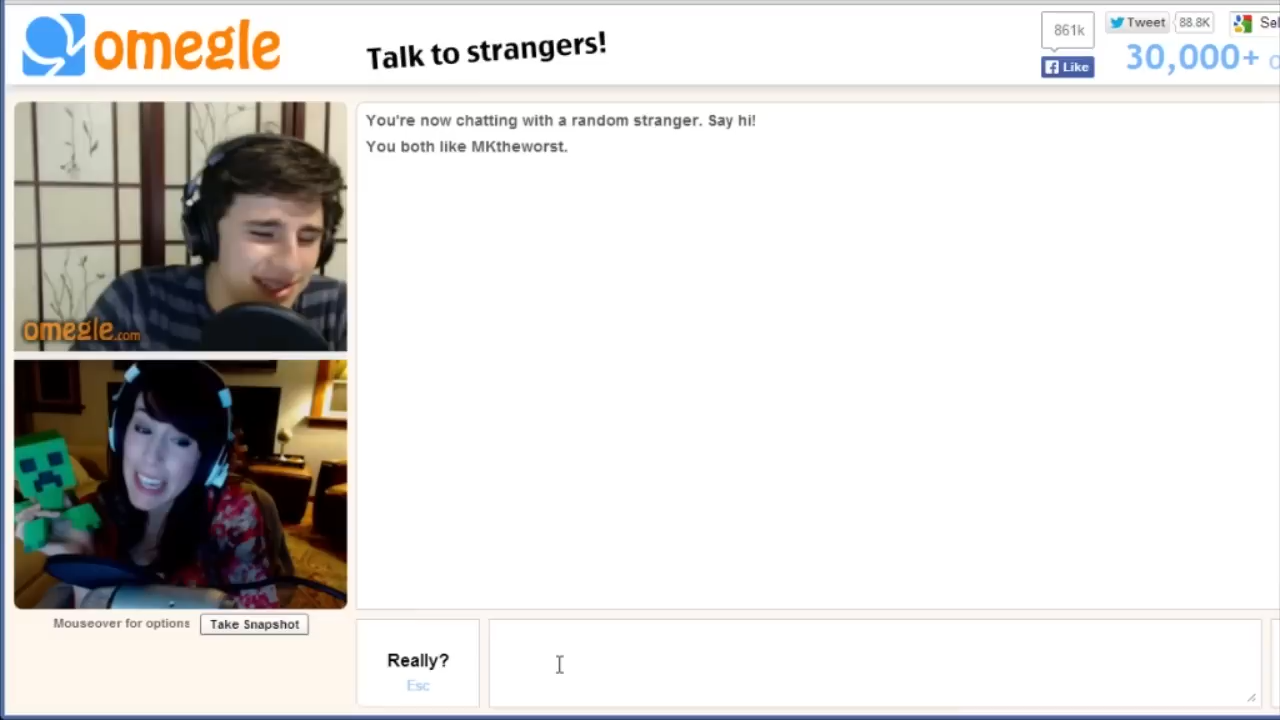 omegle
Talk to strangers!
861k
Like
Tweet
88.8K
30,000+
You're now chatting with a random stranger. Say hi!
You both like MKtheworst.
omegle.com
Mouseover for options
Take Snapshot
Really?
Esc